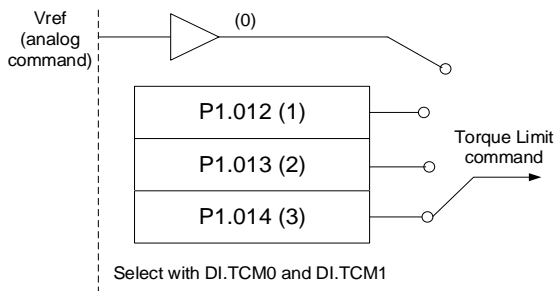 Vref
(analog
command)
(0)
P1.012 (1)
P1.013 (2)
P1.014 (3)
Torque Limit
command
Select with DI.TCM0 and DI.TCM1